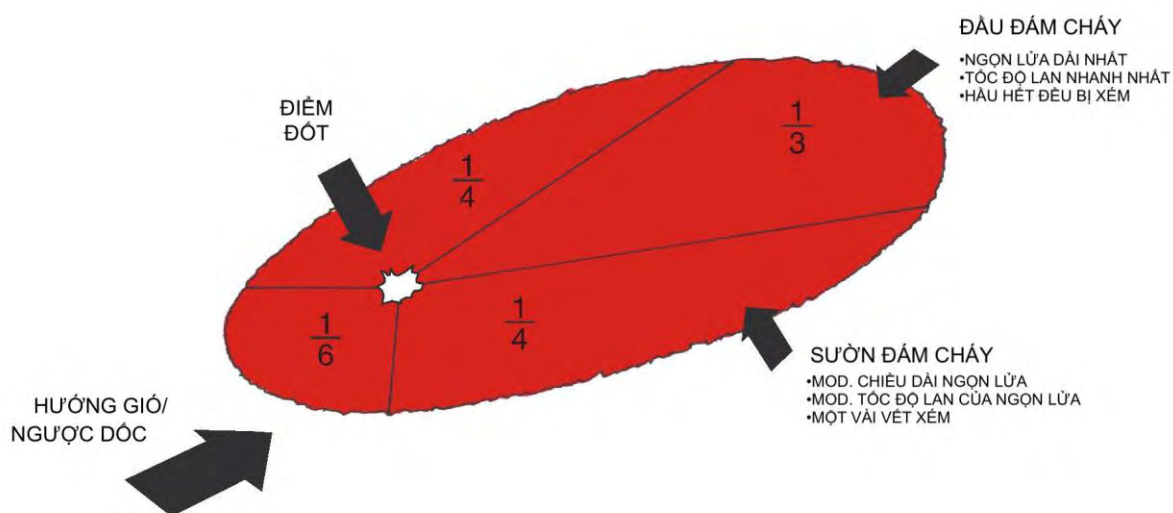 ĐẦU ĐÁM CHÁY
•NGỌN LỬA DÀI NHẤT
•TỐC ĐỘ LAN NHANH NHẤT
•HẦU HẾT ĐỀU BỊ XÉM
ĐIỂM
ĐỐT
1
3
1
4
1
6
1
4
SƯỜN ĐÁM CHÁY
•MOD. CHIỀU DÀI NGỌN LỬA
•MOD. TỐC ĐỘ LAN CỦA NGỌN LỬA
•MỘT VÀI VẾT XÉM
HƯỚNG GIÓ/
NGƯỢC DỐC